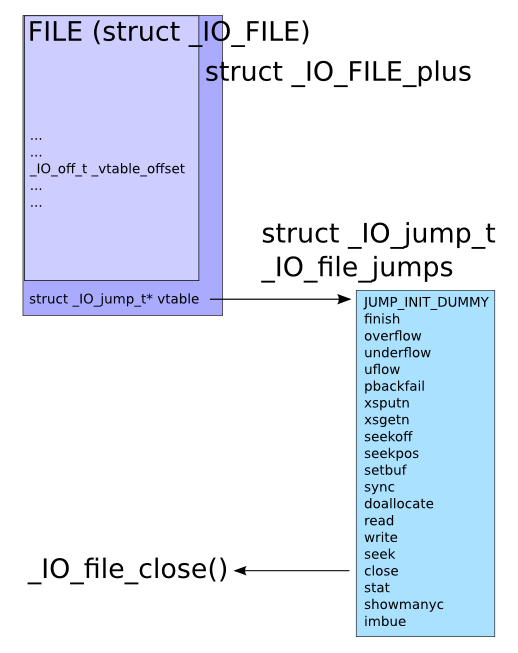 FILE (struct _IO_FILE)
struct _IO_FILE_plus
...
...
_IO_off_t _vtable_offset
...
...
struct _IO_jump_t
_IO_file_jumps
struct _IO_jump_t* vtable
JUMP_INIT_DUMMY
finish
overflow
underflow
uflow
pbackfail
xsputn
xsgetn
seekoff
seekpos
setbuf
sync
doallocate
read
write
seek
close
stat
showmanyc
imbue
_IO_file_close()